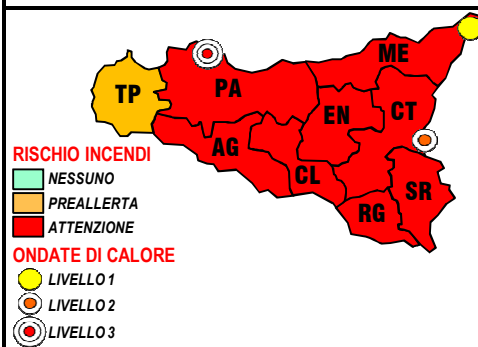 ME
TP
PA
EN
CT
AG
CL
SR
RG
RISCHIO INCENDI
NESSUNO
PREALLERTA
ATTENZIONE
ONDATE DI CALORE
LIVELLO 1
LIVELLO 2
LIVELLO 3